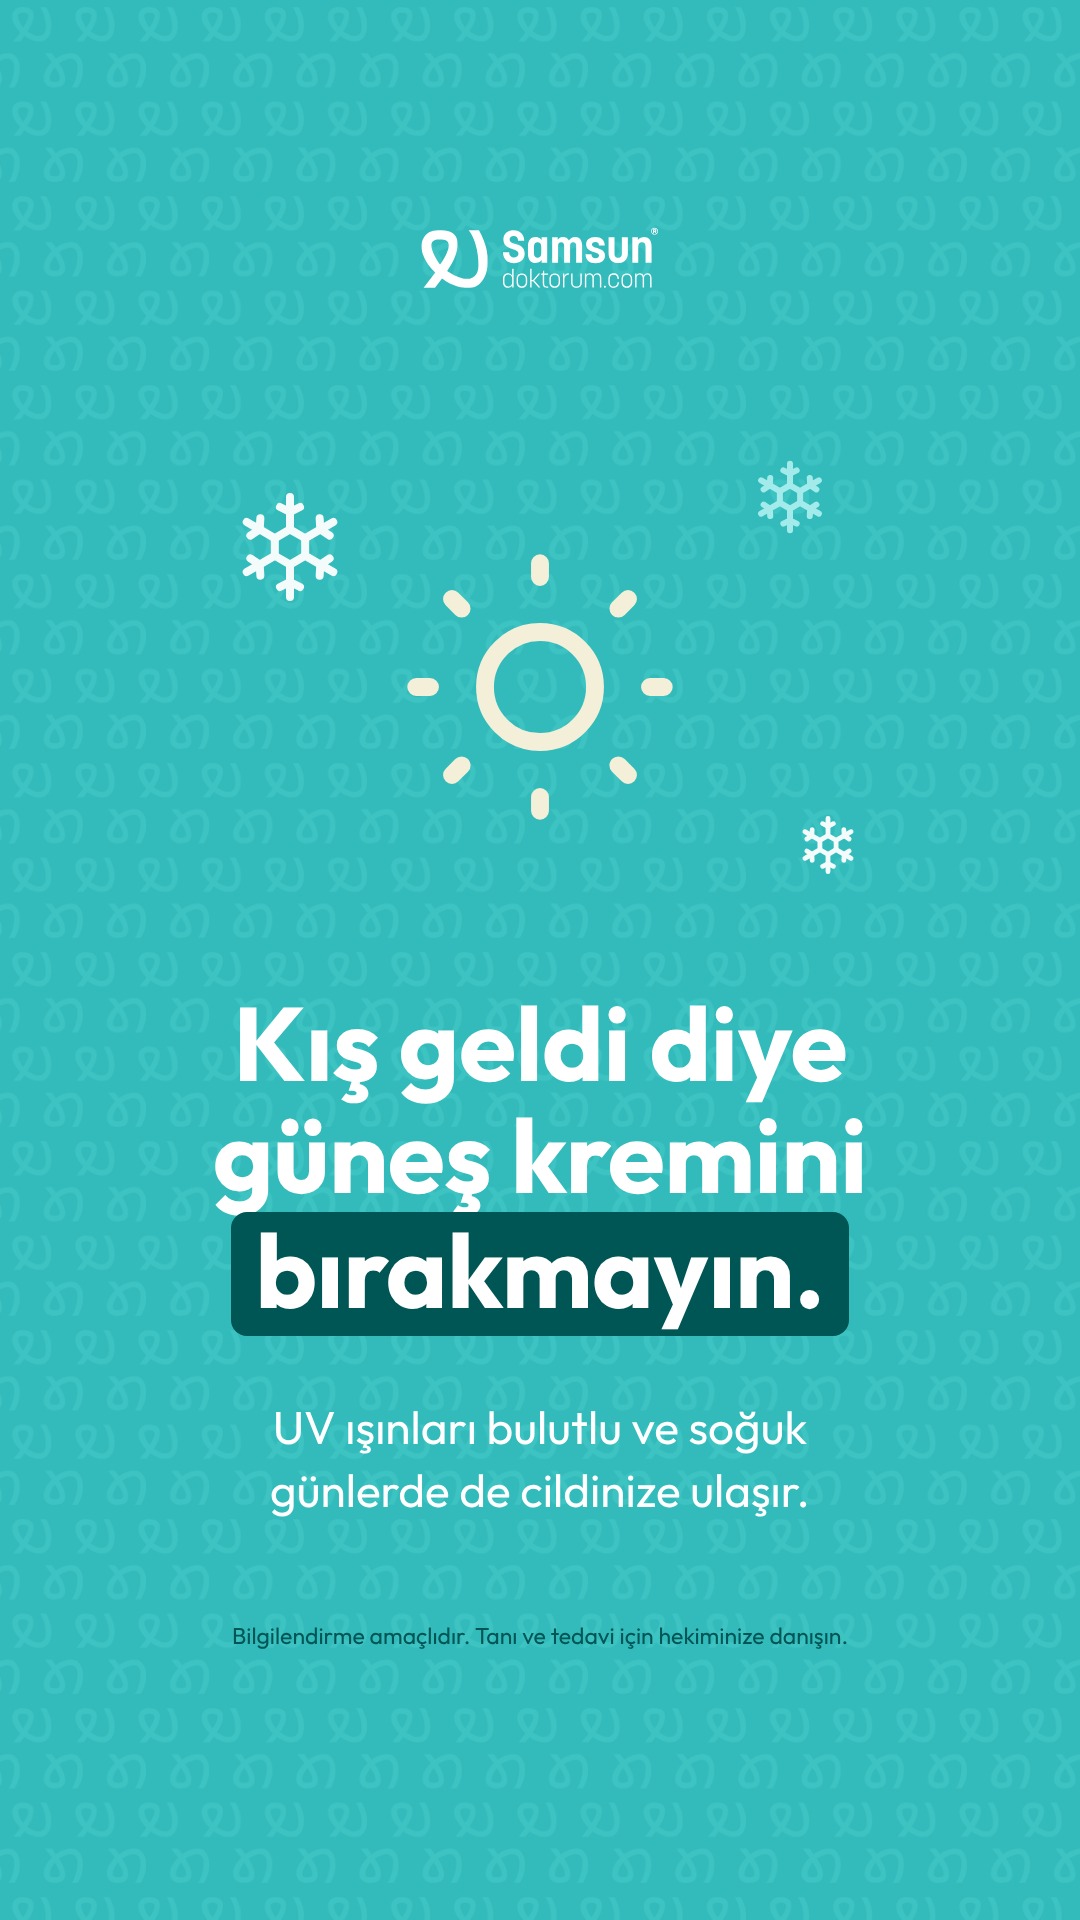 Samsun®
doktorum.com
Kış geldi diye
güneş kremini
bırakmayın.
UV ışınları bulutlu ve soğuk
günlerde de cildinize ulaşır.
Bilgilendirme amaçlıdır. Tanı ve tedavi için hekiminize danışın.